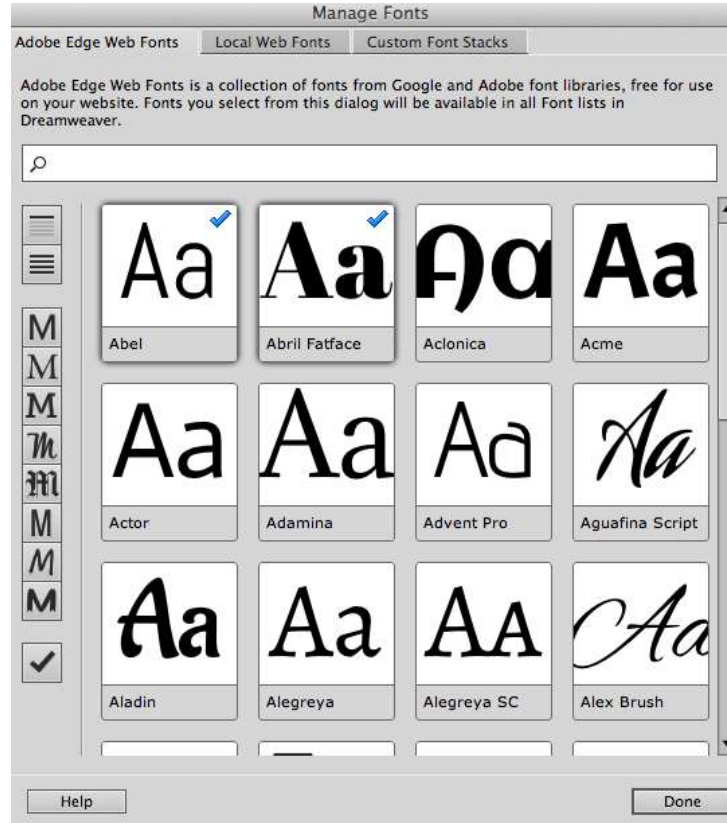 Manage Fonts
Adobe Edge Web Fonts Local Web Fonts Custom Font Stacks
Adobe Edge Web Fonts is a collection of fonts from Google and Adobe font libraries, free for use
on your website. Fonts you select from this dialog will be available in all Font lists in
Dreamweaver.
Aa Aa Aa Aa
Abel Abril Fatface Aclonica Acme
M
M
M
M
M
M
M
M
Aa Aa Aa Aa
Actor Adamina Advent Pro Aguafina Script
Aa Aa AA Aa
Aladin Alegreya Alegreya SC Alex Brush
Help Done